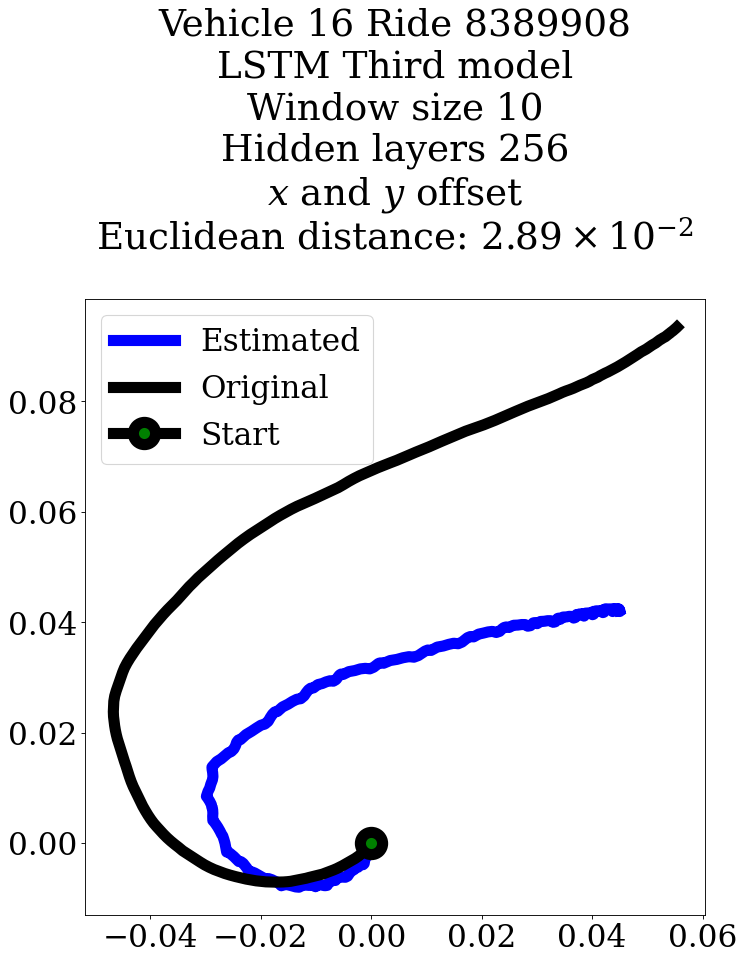 Vehicle 16 Ride 8389908
LSTM Third model
Window size 10
Hidden layers 256
x and y offset
Euclidean distance: 2.89 × 10⁻²
Estimated
Original
Start
0.08
0.06
0.04
0.02
0.00
−0.04 −0.02 0.00 0.02 0.04 0.06